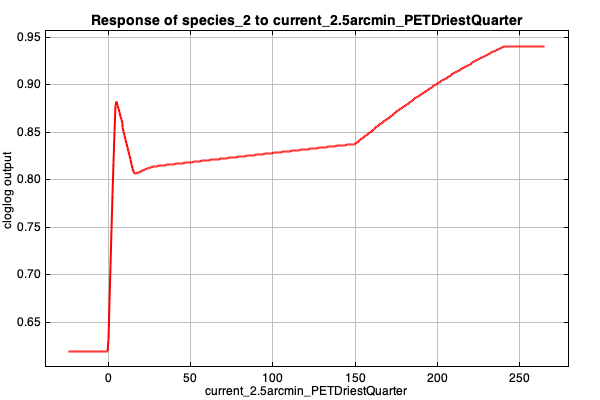 Response of species_2 to current_2.5arcmin_PETDriestQuarter
0.95
0.90
0.85
0.80
0.75
0.70
0.65
cloglog output
0 50 100 150 200 250
current_2.5arcmin_PETDriestQuarter